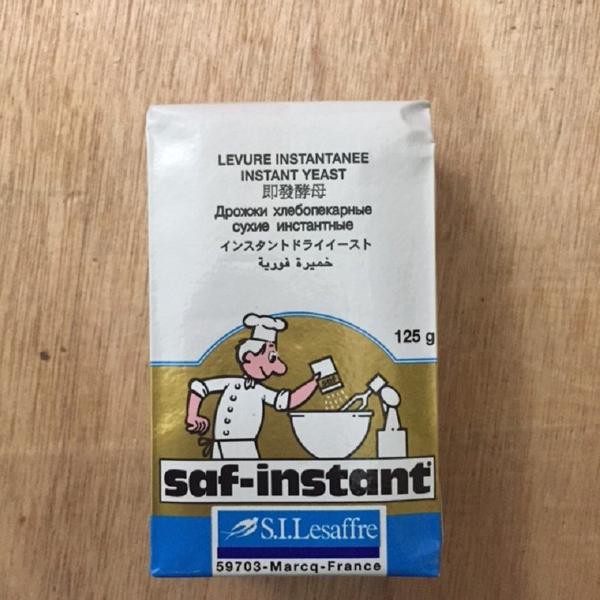 LEVURE INSTANTANEE
INSTANT YEAST
即發酵母
Дрожжи хлебопекарные
сухие инстантные
インスタントドライイースト
خميرة فورية
125 g
saf-instant
S.I.Lesaffre
59703-Marcq-France